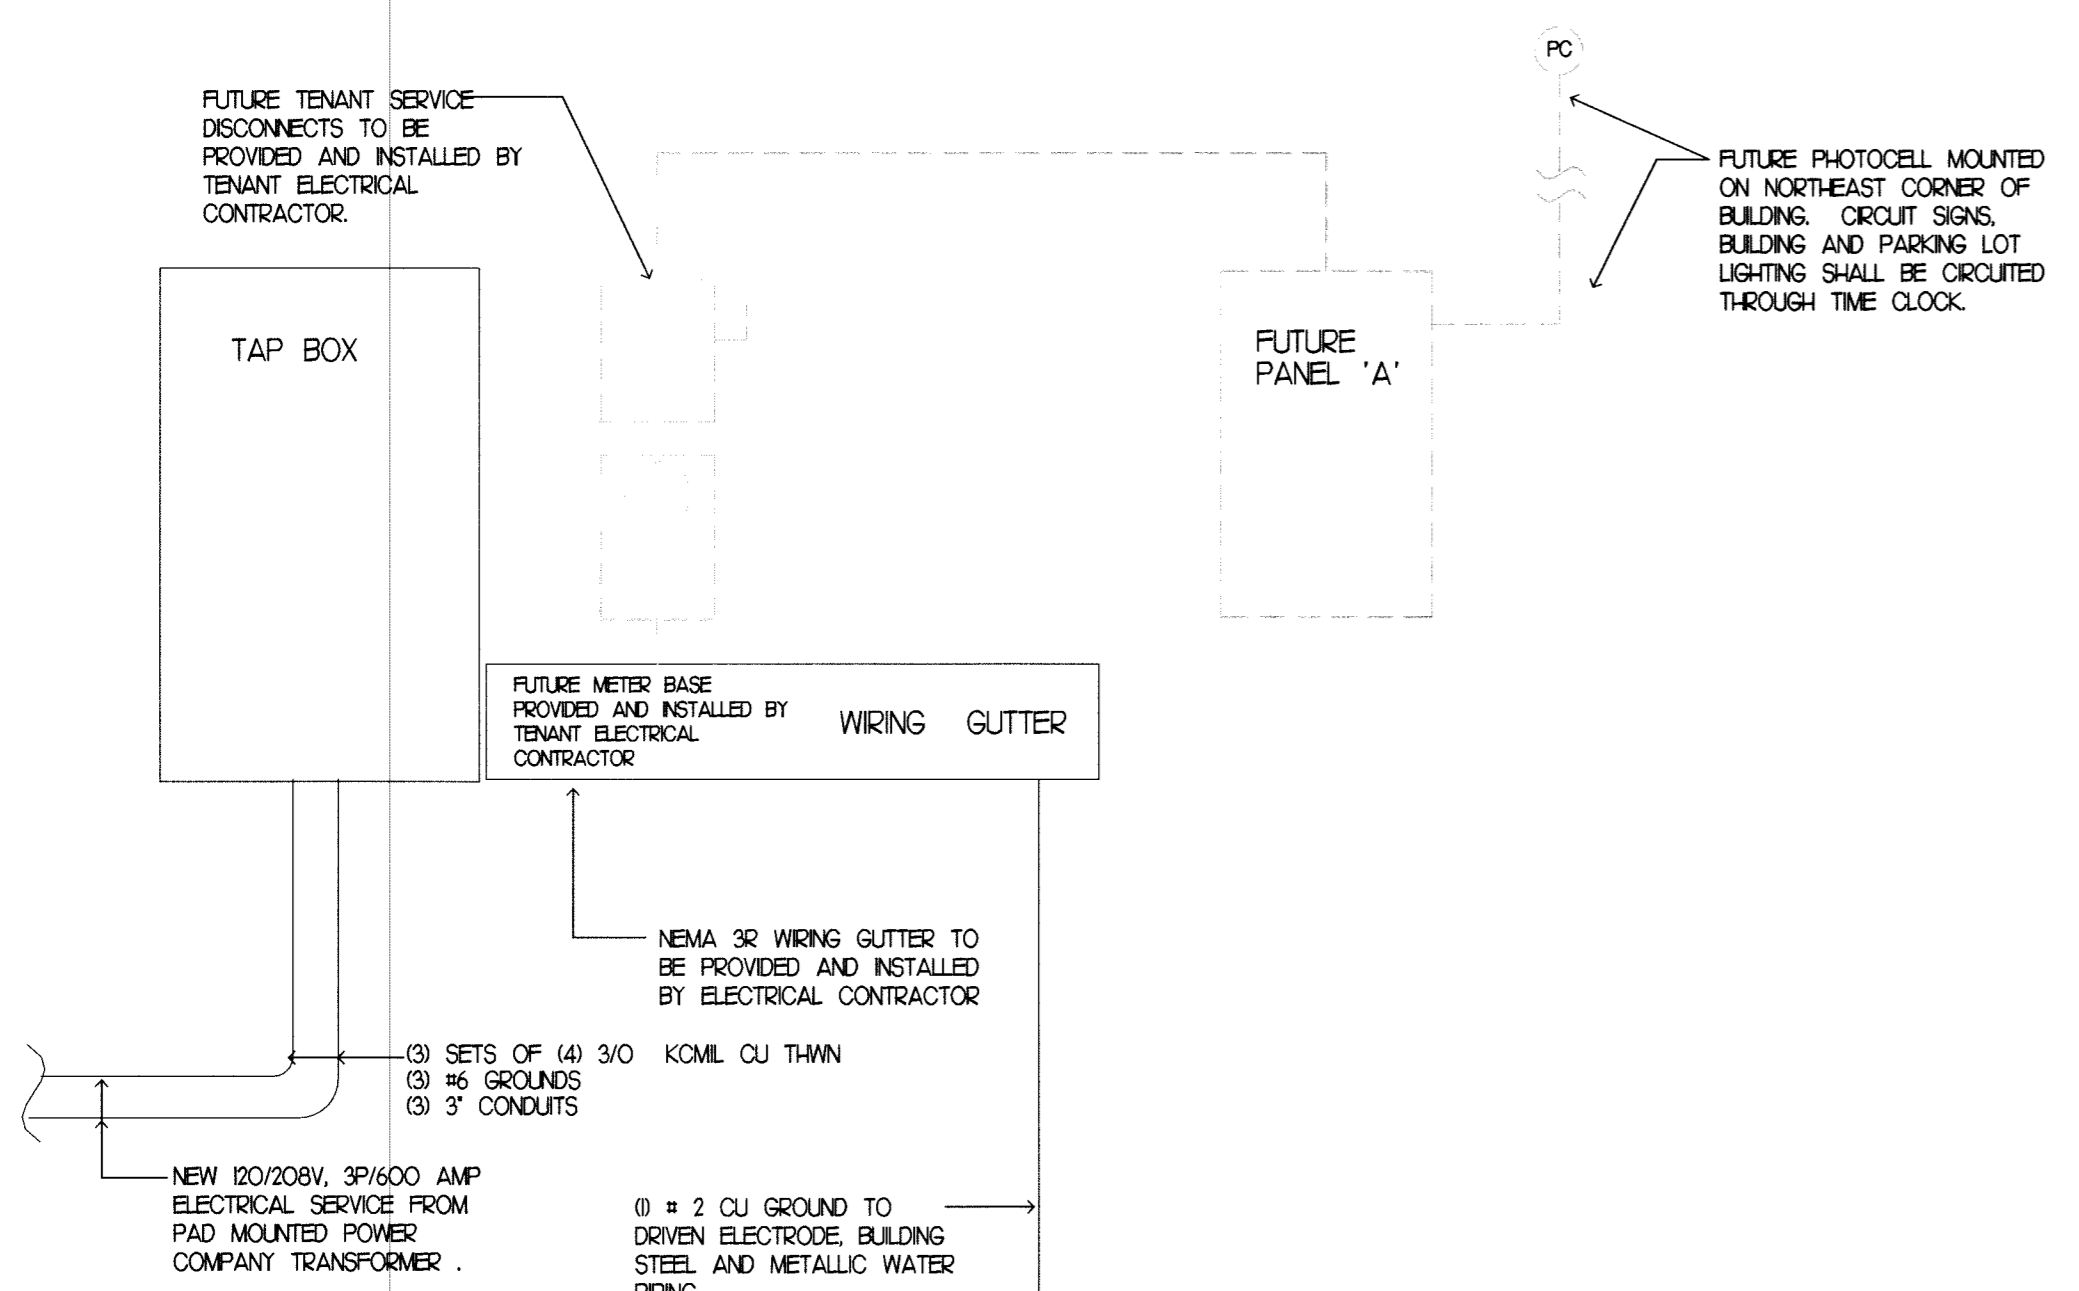 PC
FUTURE TENANT SERVICE
DISCONNECTS TO BE
PROVIDED AND INSTALLED BY
TENANT ELECTRICAL
CONTRACTOR.
FUTURE PHOTOCELL MOUNTED
ON NORTHEAST CORNER OF
BUILDING. CIRCUIT SIGNS,
BUILDING AND PARKING LOT
LIGHTING SHALL BE CIRCUITED
THROUGH TIME CLOCK.
TAP BOX
FUTURE
PANEL 'A'
FUTURE METER BASE
PROVIDED AND INSTALLED BY
TENANT ELECTRICAL
CONTRACTOR
WIRING GUTTER
NEMA 3R WIRING GUTTER TO
BE PROVIDED AND INSTALLED
BY ELECTRICAL CONTRACTOR
(3) SETS OF (4) 3/0 KCMIL CU THWN
(3) #6 GROUNDS
(3) 3" CONDUITS
NEW 120/208V, 3P/600 AMP
ELECTRICAL SERVICE FROM
PAD MOUNTED POWER
COMPANY TRANSFORMER .
(1) # 2 CU GROUND TO
DRIVEN ELECTRODE, BUILDING
STEEL AND METALLIC WATER
PIPING